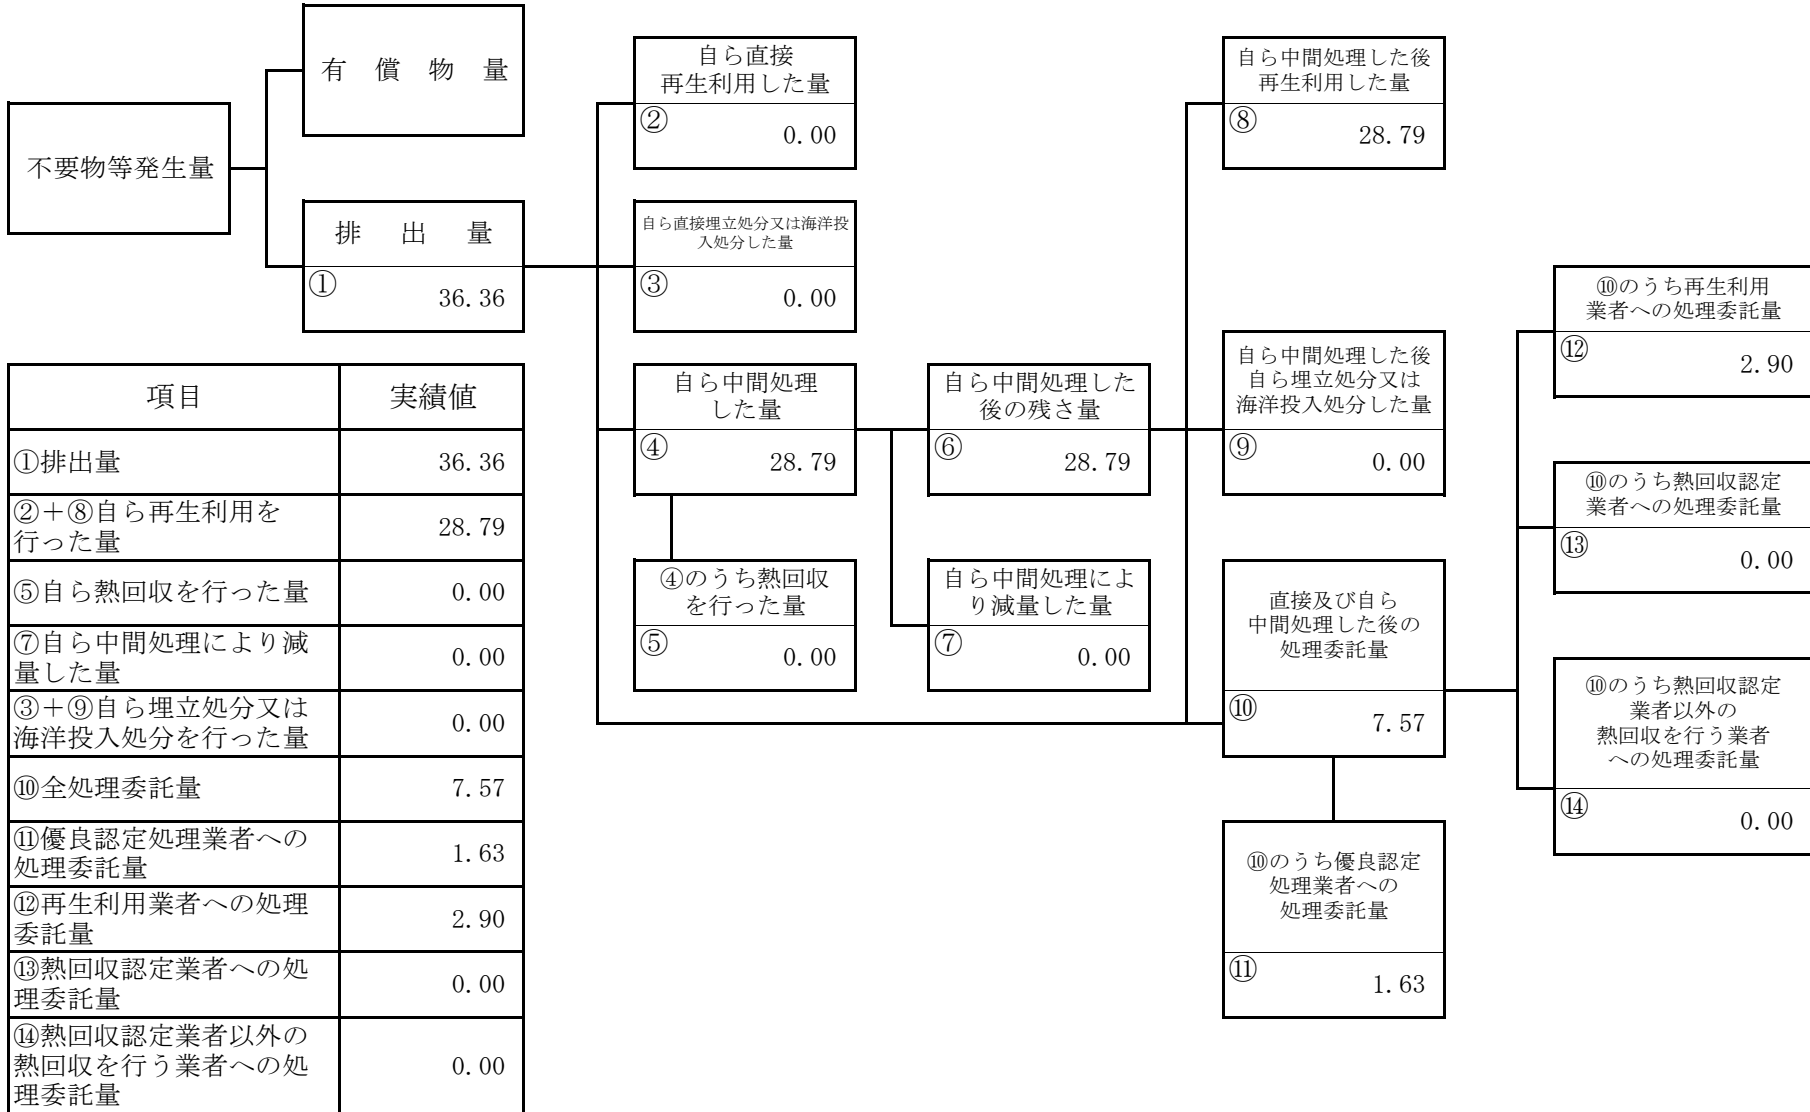 不要物等発生量
有償物量
排出量
①
36.36
自ら直接
再生利用した量
②
0.00
自ら直接埋立処分又は海洋投
入処分した量
③
0.00
自ら中間処理
した量
④
28.79
④のうち熱回収
を行った量
⑤
0.00
自ら中間処理した
後の残さ量
⑥
28.79
自ら中間処理によ
り減量した量
⑦
0.00
自ら中間処理した後
再生利用した量
⑧
28.79
自ら中間処理した後
自ら埋立処分又は
海洋投入処分した量
⑨
0.00
直接及び自ら
中間処理した後の
処理委託量
⑩
7.57
⑩のうち優良認定
処理業者への
処理委託量
⑪
1.63
⑩のうち再生利用
業者への処理委託量
⑫
2.90
⑩のうち熱回収認定
業者への処理委託量
⑬
0.00
⑩のうち熱回収認定
業者以外の
熱回収を行う業者
への処理委託量
⑭
0.00
項目 実績値
①排出量 36.36
②+⑧自ら再生利用を
行った量 28.79
⑤自ら熱回収を行った量 0.00
⑦自ら中間処理により減
量した量 0.00
③+⑨自ら埋立処分又は
海洋投入処分を行った量 0.00
⑩全処理委託量 7.57
⑪優良認定処理業者への
処理委託量 1.63
⑫再生利用業者への処理
委託量 2.90
⑬熱回収認定業者への処
理委託量 0.00
⑭熱回収認定業者以外の
熱回収を行う業者への処
理委託量 0.00